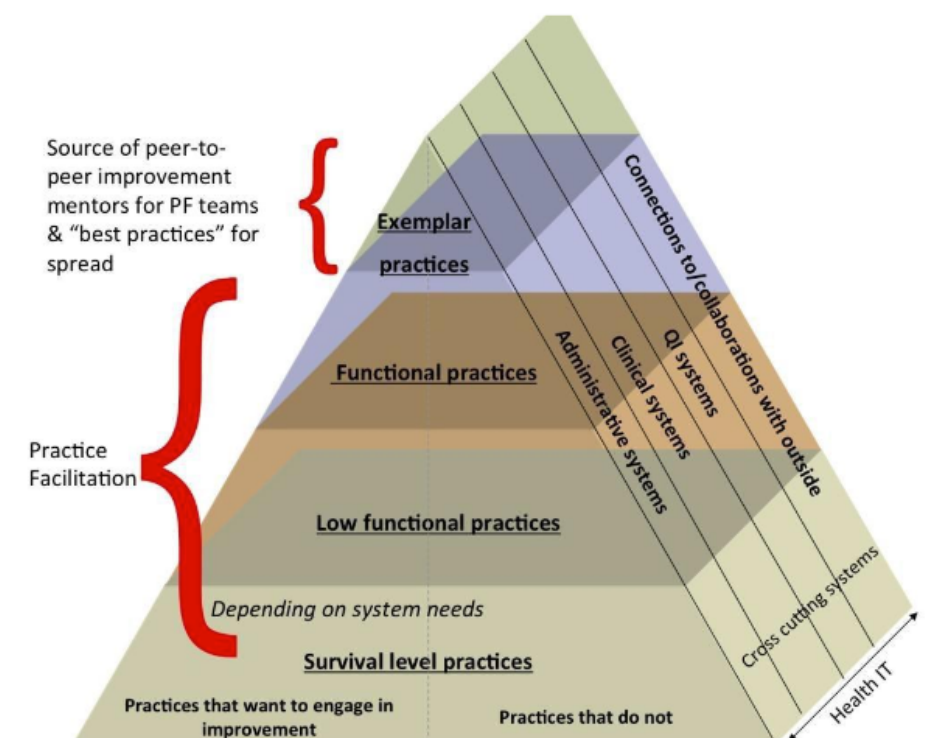 Source of peer-to-
peer improvement
mentors for PF teams
& “best practices” for
spread
Exemplar
practices
Functional practices
Practice
Facilitation
Low functional practices
Depending on system needs
Survival level practices
Practices that want to engage in
improvement
Practices that do not
Administrative systems
Clinical systems
QI systems
Connections to/collaborations with outside
Cross cutting systems
Health IT